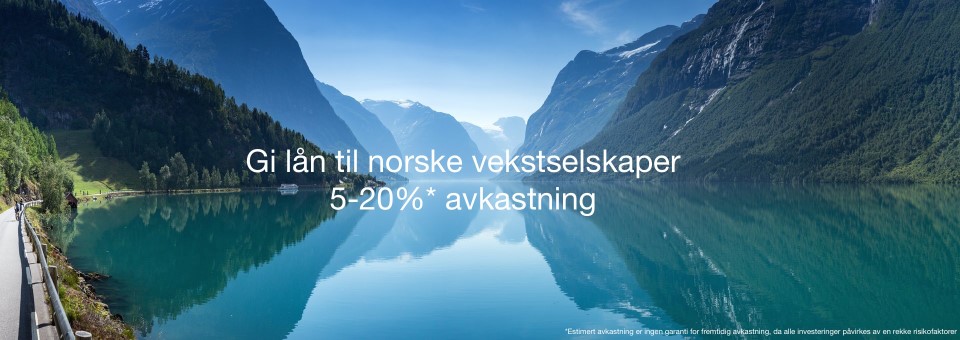 Gi lån til norske vekstselskaper
5-20%* avkastning
*Estimert avkastning er ingen garanti for fremtidig avkastning, da alle investeringer påvirkes av en rekke risikofaktorer